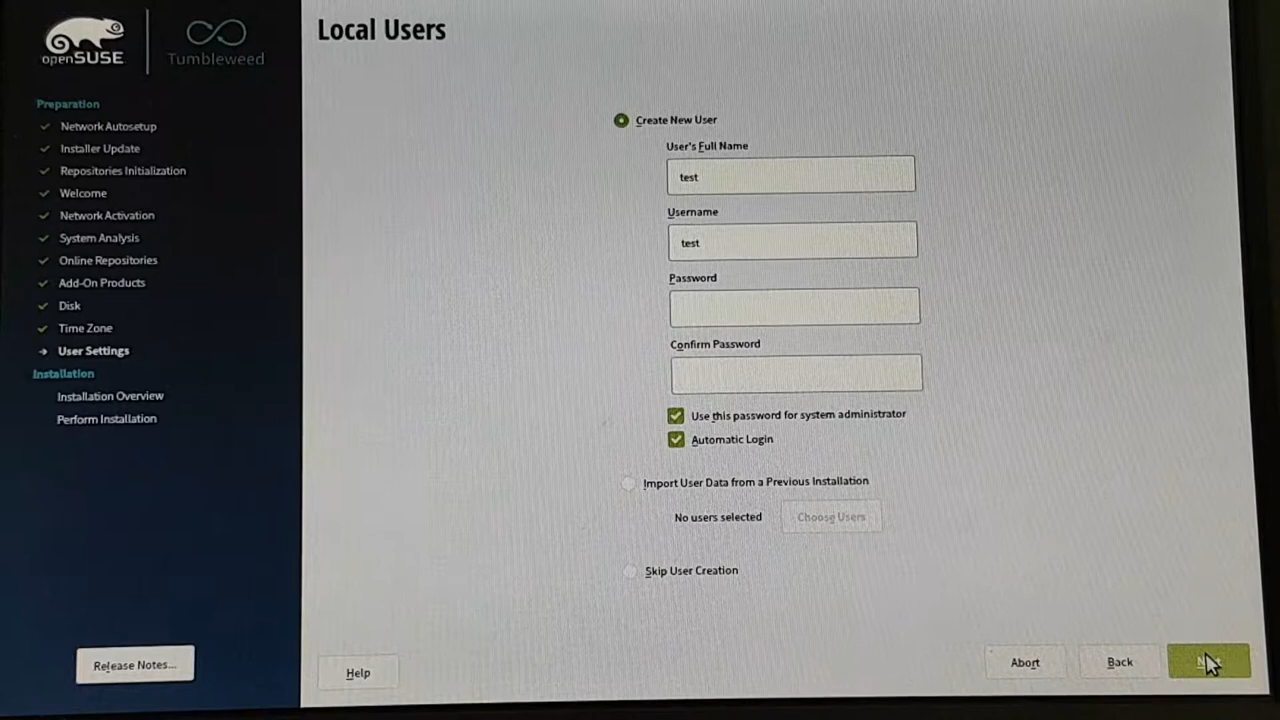 openSUSE
Tumbleweed
Preparation
Network Autosetup
Installer Update
Repositories Initialization
Welcome
Network Activation
System Analysis
Online Repositories
Add-On Products
Disk
Time Zone
User Settings
Installation
Installation Overview
Perform Installation
Release Notes...
Local Users
Create New User
User's Full Name
test
Username
test
Password
Confirm Password
Use this password for system administrator
Automatic Login
Import User Data from a Previous Installation
No users selected
Choose Users
Skip User Creation
Help
Abort
Back